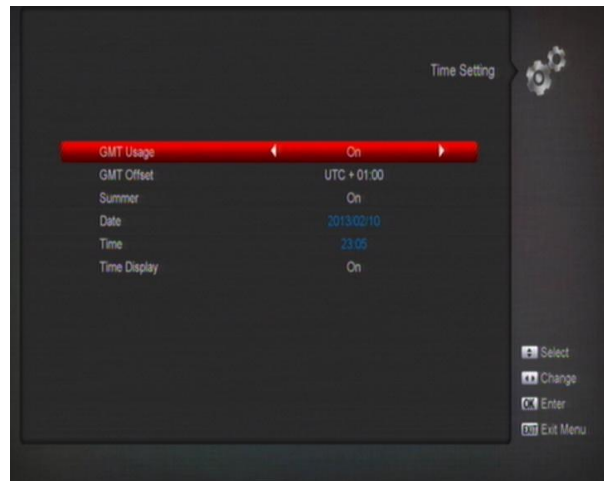 Time Setting
GMT Usage On
GMT Offset UTC + 01:00
Summer On
Date 2013/02/10
Time 23:05
Time Display On
Select
Change
OK Enter
EXIT Exit Menu